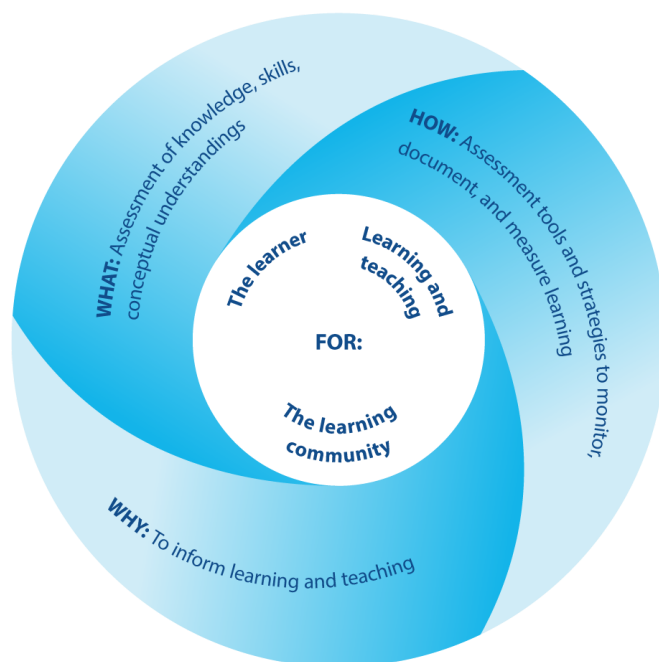 WHAT: Assessment of knowledge, skills,
conceptual understandings
HOW: Assessment tools and strategies to monitor,
document, and measure learning
The learner
Learning and
teaching
FOR:
The learning
community
WHY: To inform learning and teaching